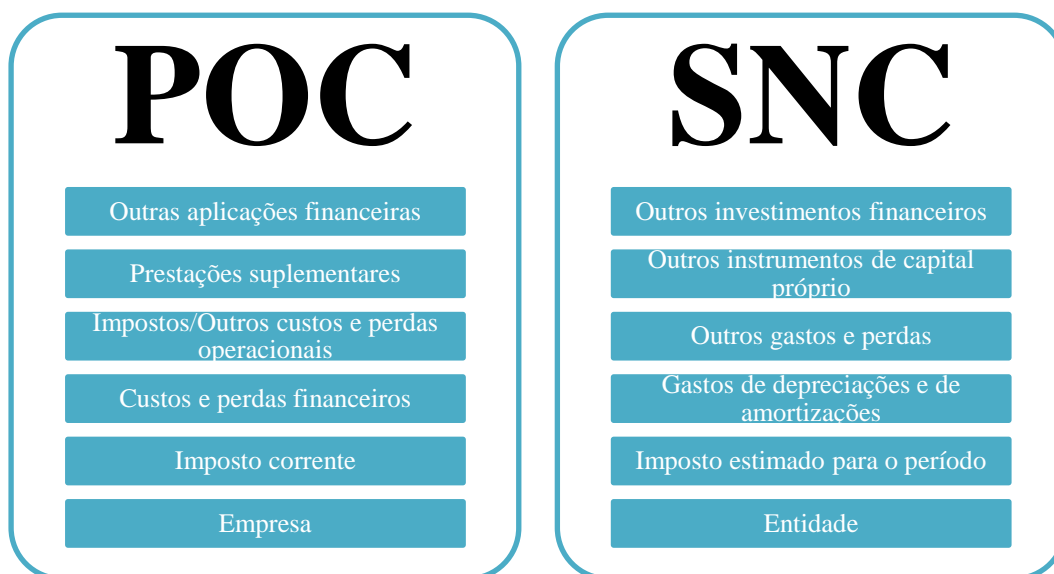 POC
Outras aplicações financeiras
Prestações suplementares
Impostos/Outros custos e perdas
operacionais
Custos e perdas financeiros
Imposto corrente
Empresa
SNC
Outros investimentos financeiros
Outros instrumentos de capital
próprio
Outros gastos e perdas
Gastos de depreciações e de
amortizações
Imposto estimado para o período
Entidade